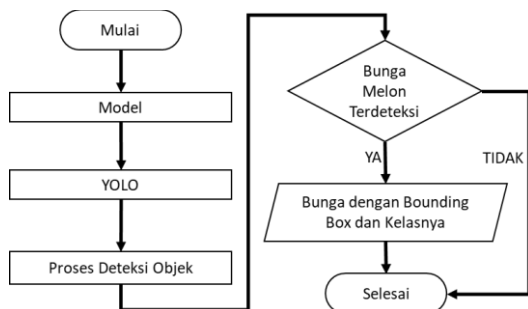 Mulai
Model
YOLO
Proses Deteksi Objek
Bunga
Melon
Terdeteksi
YA
TIDAK
Bunga dengan Bounding
Box dan Kelasnya
Selesai